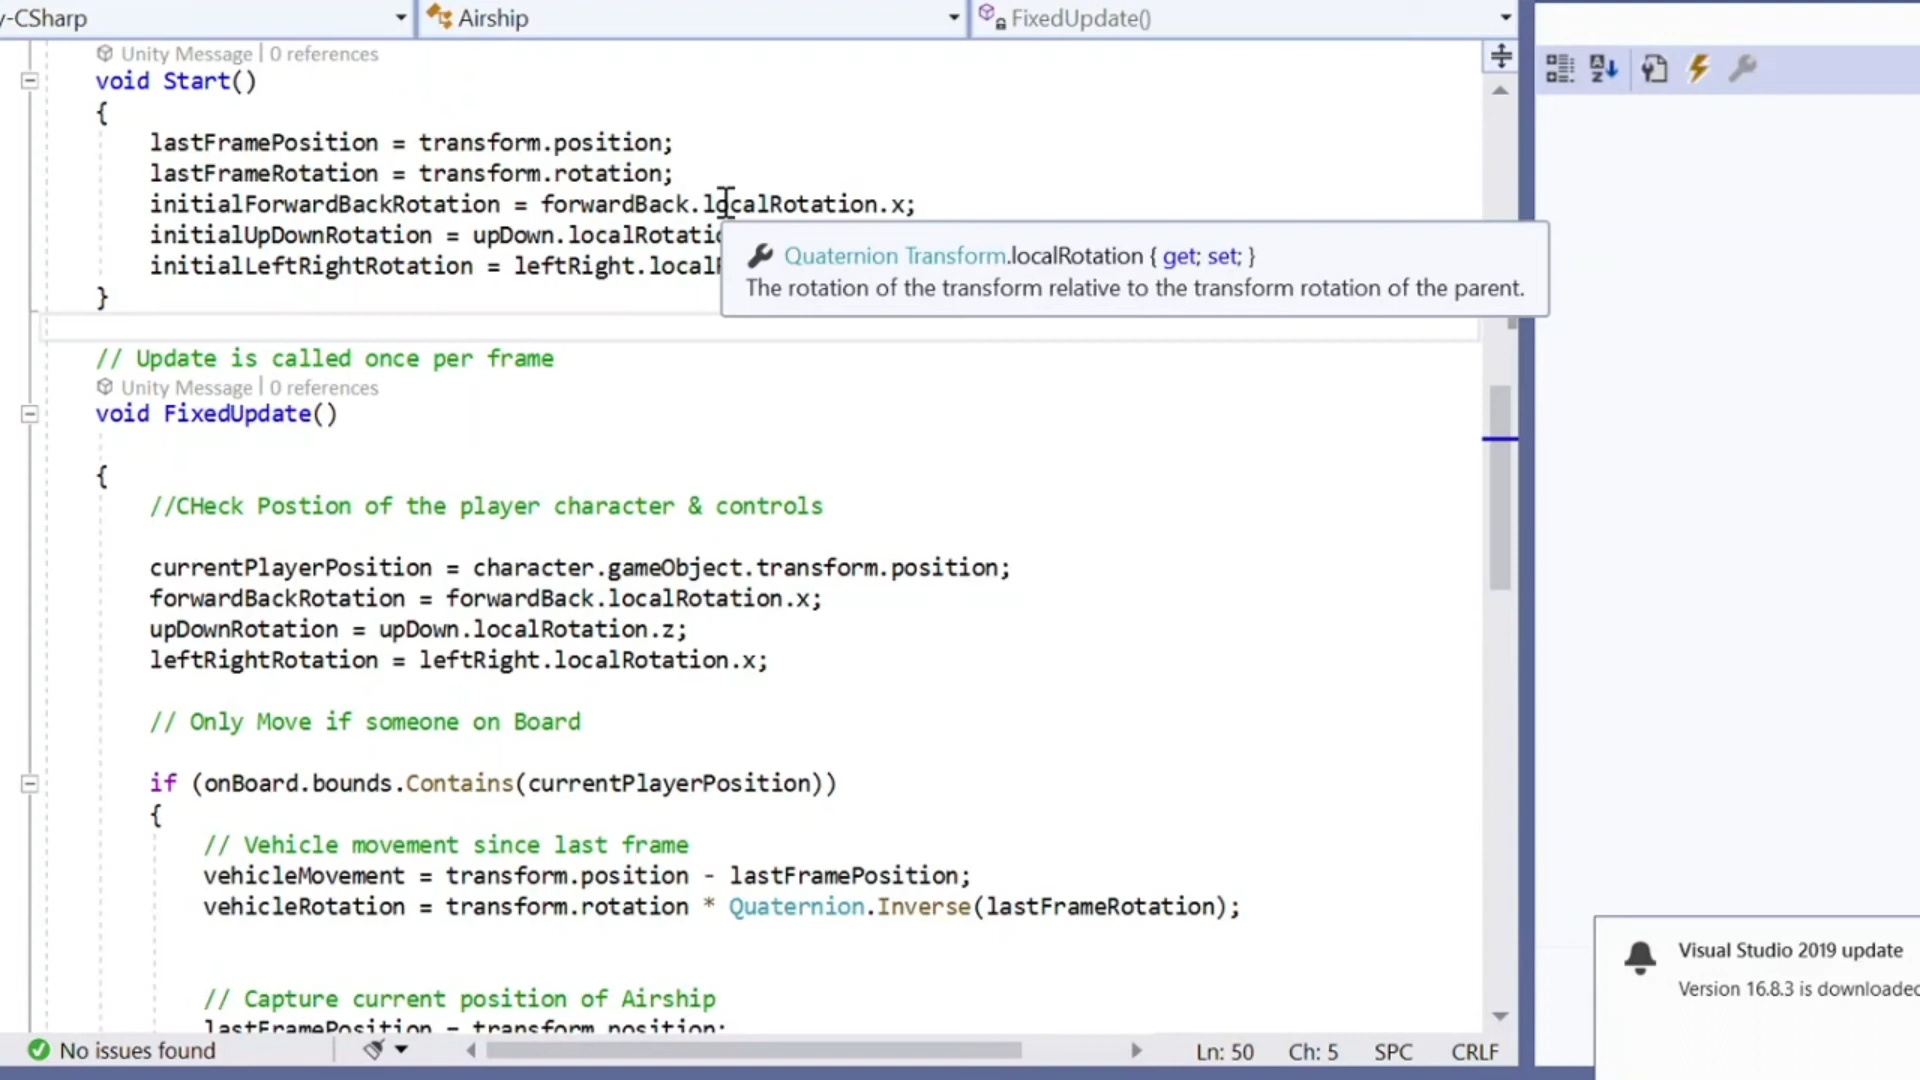 y-CSharp
Airship
FixedUpdate()
Unity Message | 0 references
void Start()
{
lastFramePosition = transform.position;
lastFrameRotation = transform.rotation;
initialForwardBackRotation = forwardBack.localRotation.x;
initialUpDownRotation = upDown.localRotatio
initialLeftRightRotation = leftRight.local
Quaternion Transform.localRotation { get; set; }
The rotation of the transform relative to the transform rotation of the parent.
}
// Update is called once per frame
Unity Message | 0 references
void FixedUpdate()
{
//CHeck Postion of the player character & controls
currentPlayerPosition = character.gameObject.transform.position;
forwardBackRotation = forwardBack.localRotation.x;
upDownRotation = upDown.localRotation.z;
leftRightRotation = leftRight.localRotation.x;
// Only Move if someone on Board
if (onBoard.bounds.Contains(currentPlayerPosition))
{
// Vehicle movement since last frame
vehicleMovement = transform.position - lastFramePosition;
vehicleRotation = transform.rotation * Quaternion.Inverse(lastFrameRotation);
// Capture current position of Airship
lastFramePosition = transform.position;
No issues found
Ln: 50
Ch: 5
SPC
CRLF
Visual Studio 2019 update
Version 16.8.3 is downloaded